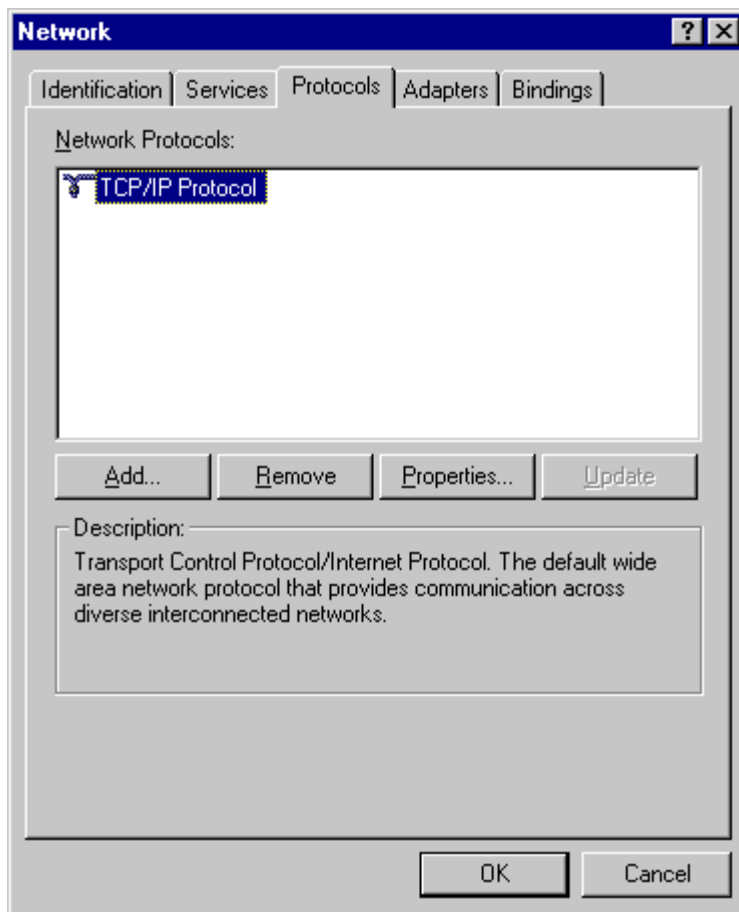 Network
Identification Services Protocols Adapters Bindings
Network Protocols:
TCP/IP Protocol
Add... Remove Properties... Update
Description:
Transport Control Protocol/Internet Protocol. The default wide
area network protocol that provides communication across
diverse interconnected networks.
OK Cancel